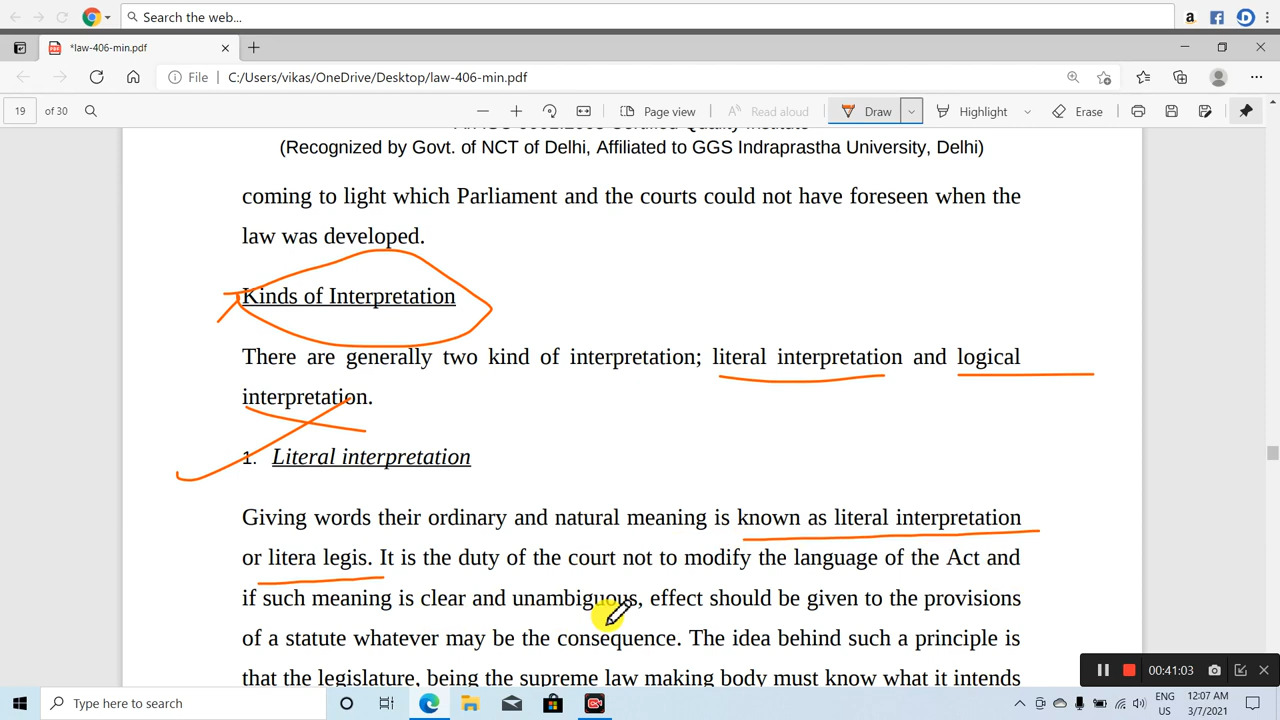 Search the web...
*law-406-min.pdf
File C:/Users/vikas/OneDrive/Desktop/law-406-min.pdf
19 of 30 Page view Read aloud Draw Highlight Erase
(Recognized by Govt. of NCT of Delhi, Affiliated to GGS Indraprastha University, Delhi)
coming to light which Parliament and the courts could not have foreseen when the
law was developed.
Kinds of Interpretation
There are generally two kind of interpretation; literal interpretation and logical
interpretation.
1. Literal interpretation
Giving words their ordinary and natural meaning is known as literal interpretation
or litera legis. It is the duty of the court not to modify the language of the Act and
if such meaning is clear and unambiguous, effect should be given to the provisions
of a statute whatever may be the consequence. The idea behind such a principle is
that the legislature, being the supreme law making body must know what it intends
00:41:03
Type here to search
ENG
US
12:07 AM
3/7/2021